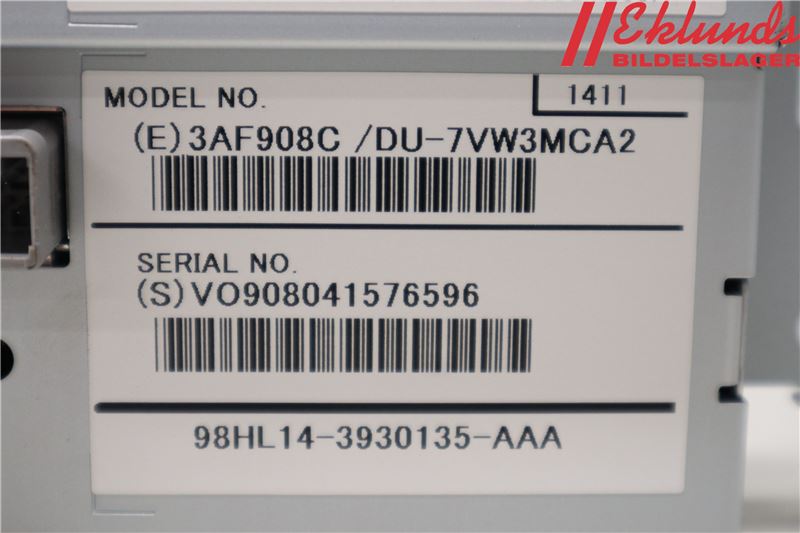 Eklunds
BILDELSLAGER
MODEL NO.
1411
(E)3AF908C /DU-7VW3MCA2
SERIAL NO.
(S)VO908041576596
98HL14-3930135-AAA